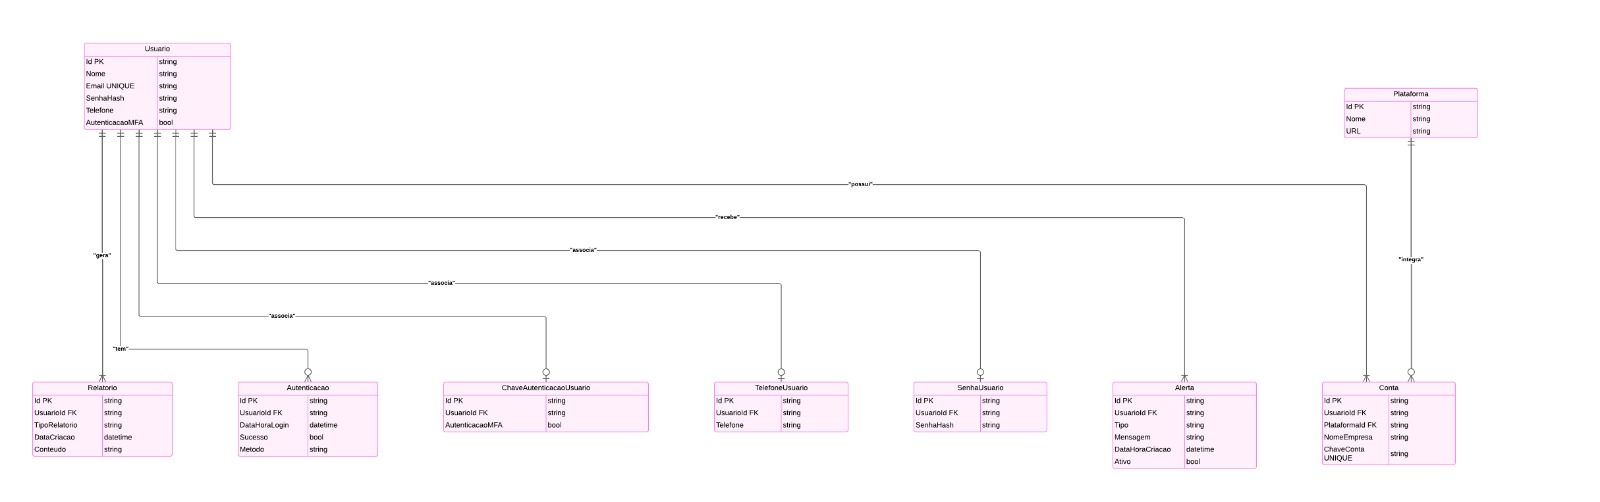 Usuario
Id PK string
Nome string
Email UNIQUE string
SenhaHash string
Telefone string
AutenticacaoMFA bool
Plataforma
Id PK string
Nome string
URL string
"possui"
"recebe"
"associa"
"gera"
"integra"
"associa"
"associa"
"tem"
Relatorio
Id PK string
UsuarioId FK string
TipoRelatorio string
DataCriacao datetime
Conteudo string
Autenticacao
Id PK string
UsuarioId FK string
DataHoraLogin datetime
Sucesso bool
Metodo string
ChaveAutenticacaoUsuario
Id PK string
UsuarioId FK string
AutenticacaoMFA bool
TelefoneUsuario
Id PK string
UsuarioId FK string
Telefone string
SenhaUsuario
Id PK string
UsuarioId FK string
SenhaHash string
Alerta
Id PK string
UsuarioId FK string
Tipo string
Mensagem string
DataHoraCriacao datetime
Ativo bool
Conta
Id PK string
UsuarioId FK string
PlataformaId FK string
NomeEmpresa string
ChaveConta
UNIQUE string